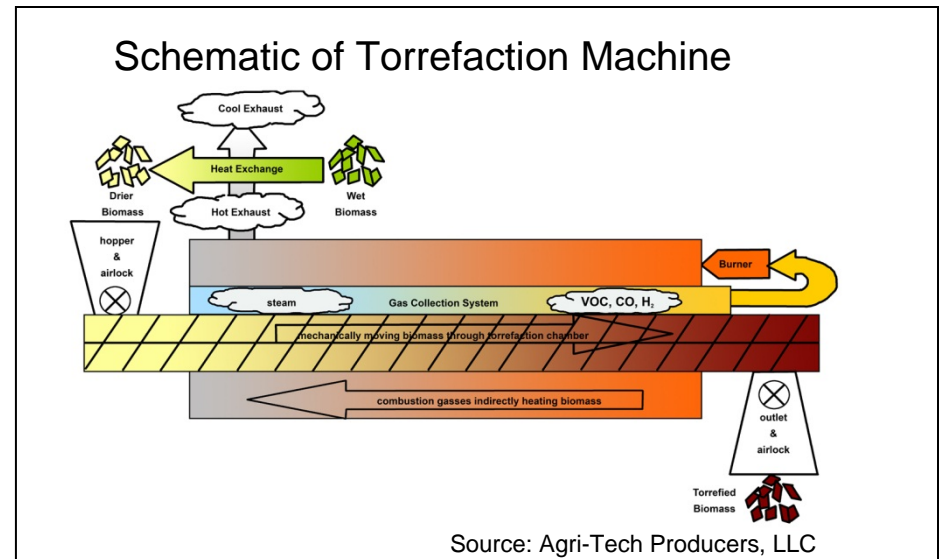 Schematic of Torrefaction Machine
Cool Exhaust
Heat Exchange
Drier
Biomass
Wet
Biomass
Hot Exhaust
hopper
&
airlock
Burner
steam
Gas Collection System
VOC, CO, H₂
mechanically moving biomass through torrefaction chamber
combustion gasses indirectly heating biomass
outlet
&
airlock
Torrefied
Biomass
Source: Agri-Tech Producers, LLC